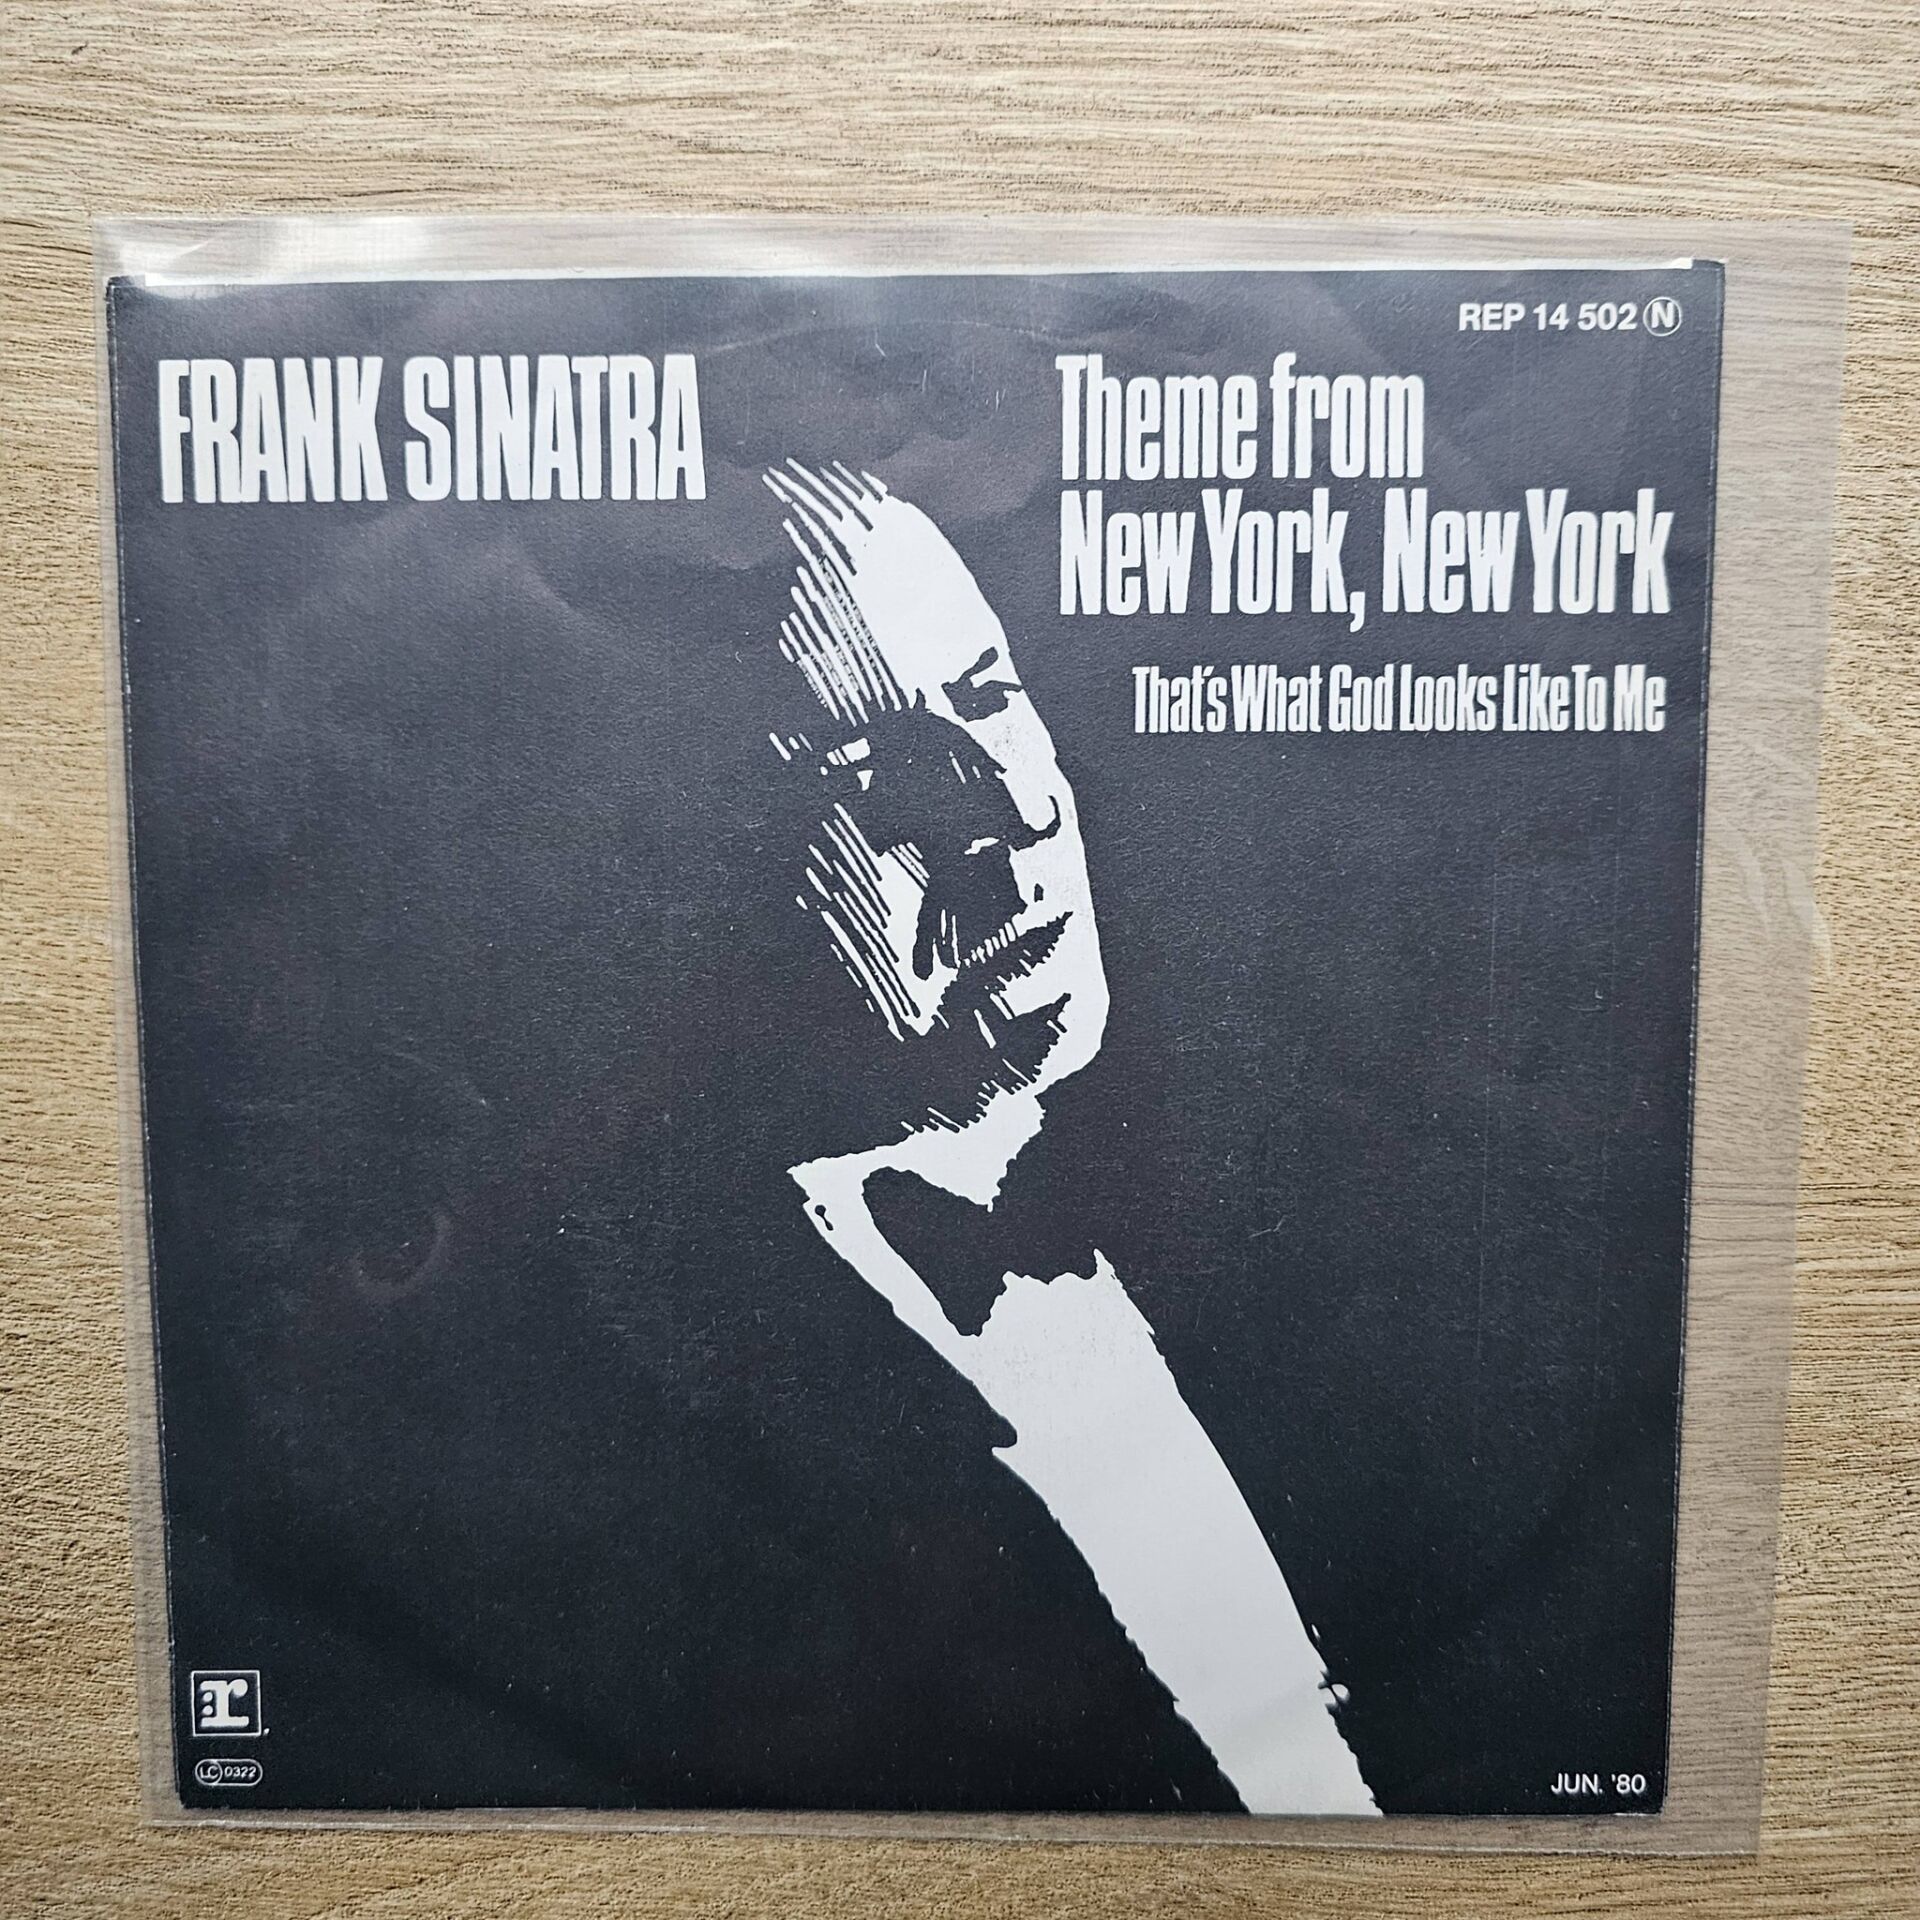 REP 14 502 N
FRANK SINATRA
Theme from
New York, New York
That's What God Looks Like To Me
r
LC 0322
JUN. '80